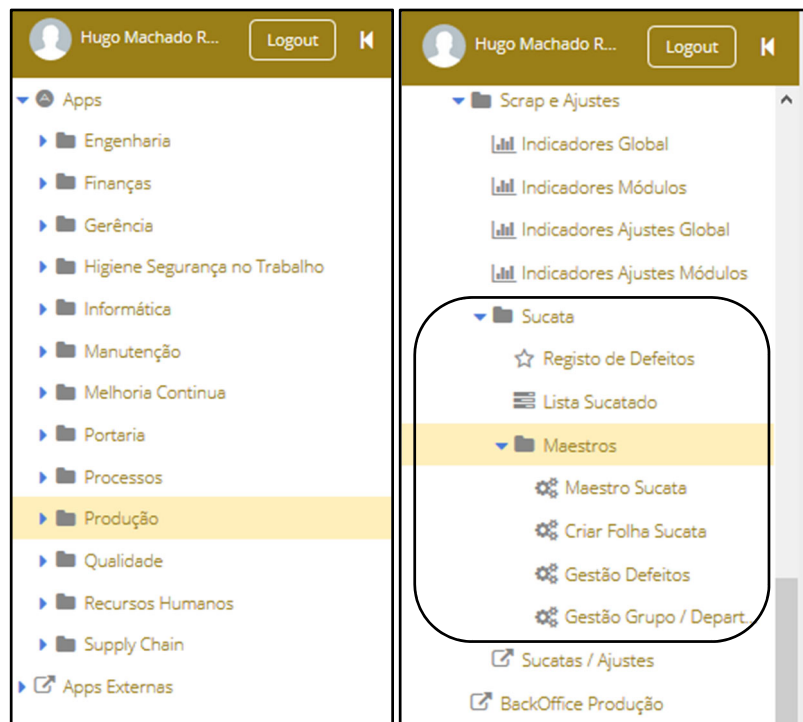 Hugo Machado R...
Logout
Apps
Engenharia
Finanças
Gerência
Higiene Segurança no Trabalho
Informática
Manutenção
Melhoria Continua
Portaria
Processos
Produção
Qualidade
Recursos Humanos
Supply Chain
Apps Externas
Hugo Machado R...
Logout
Scrap e Ajustes
Indicadores Global
Indicadores Módulos
Indicadores Ajustes Global
Indicadores Ajustes Módulos
Sucata
Registo de Defeitos
Lista Sucatado
Maestros
Maestro Sucata
Criar Folha Sucata
Gestão Defeitos
Gestão Grupo / Depart...
Sucatas / Ajustes
BackOffice Produção